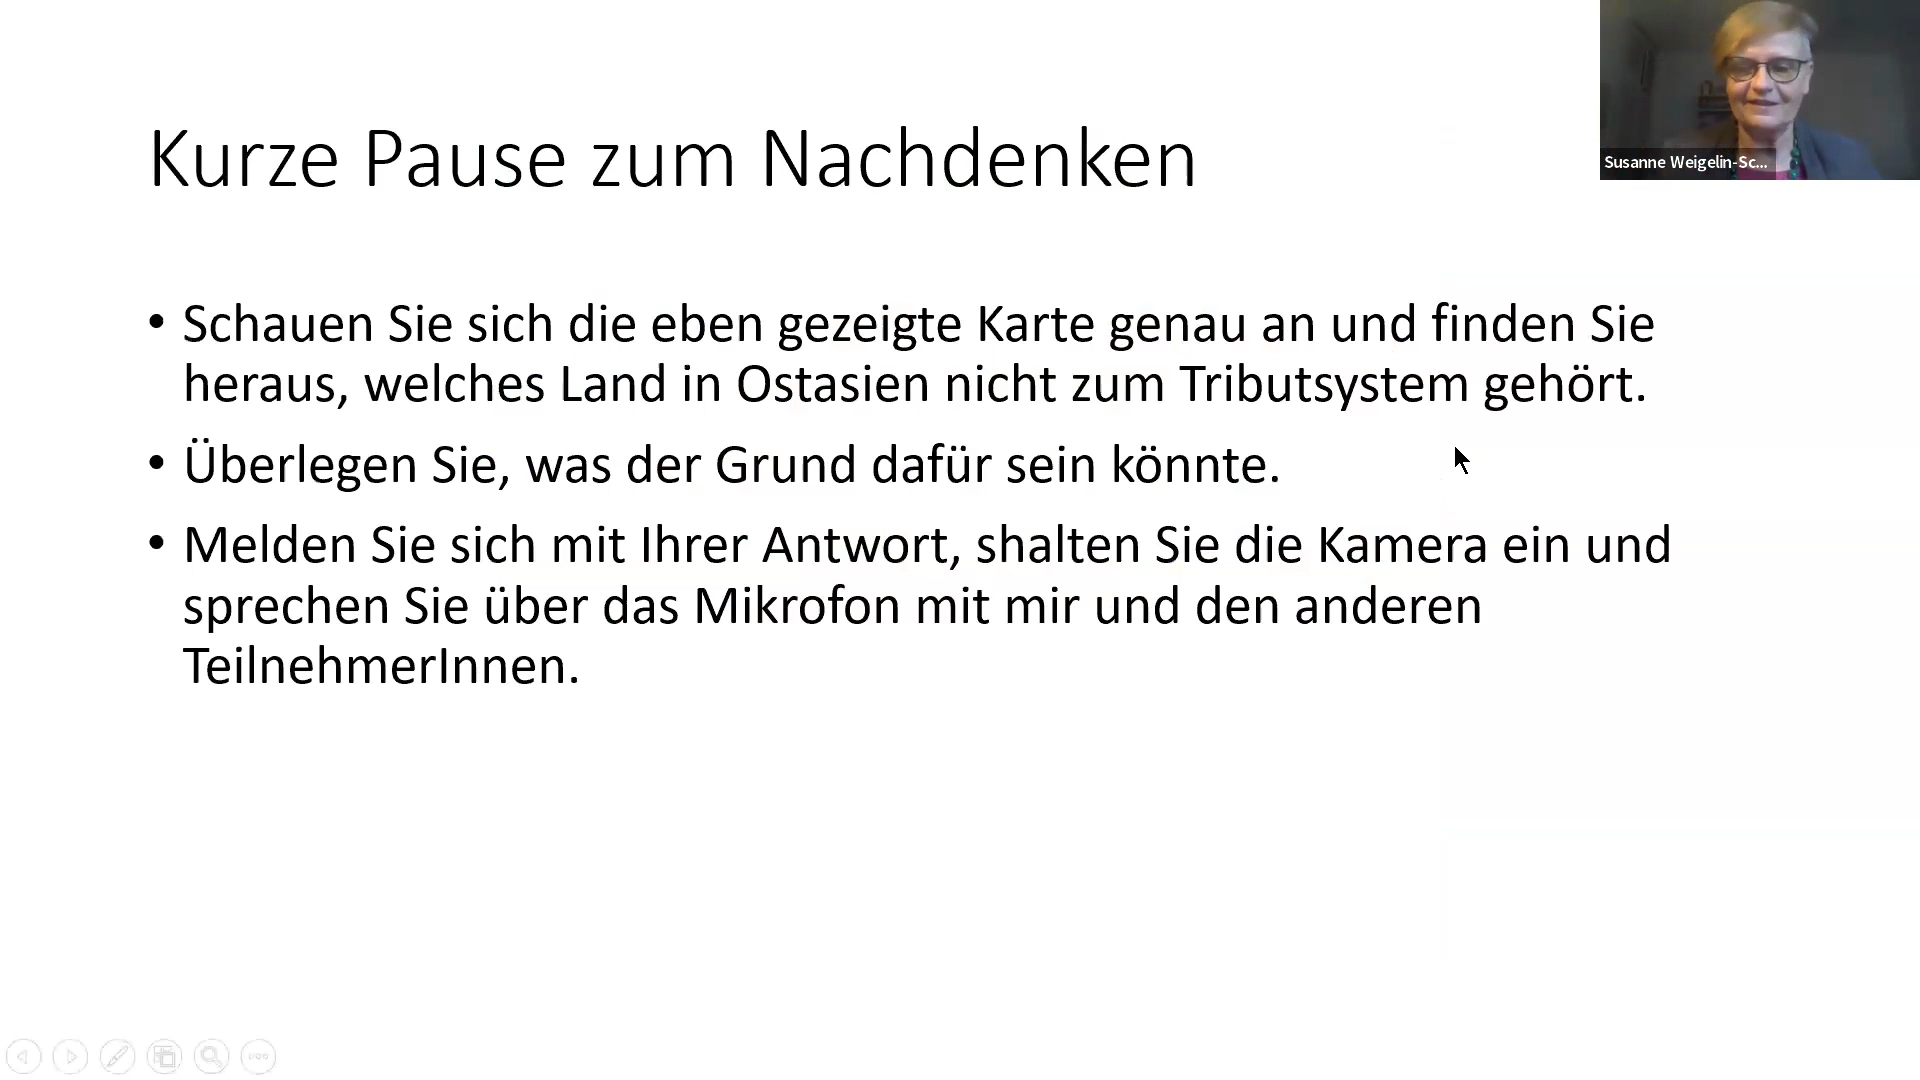 Kurze Pause zum Nachdenken
Susanne Weigelin-Sc...
• Schauen Sie sich die eben gezeigte Karte genau an und finden Sie
heraus, welches Land in Ostasien nicht zum Tributsystem gehört.
• Überlegen Sie, was der Grund dafür sein könnte.
• Melden Sie sich mit Ihrer Antwort, shalten Sie die Kamera ein und
sprechen Sie über das Mikrofon mit mir und den anderen
TeilnehmerInnen.